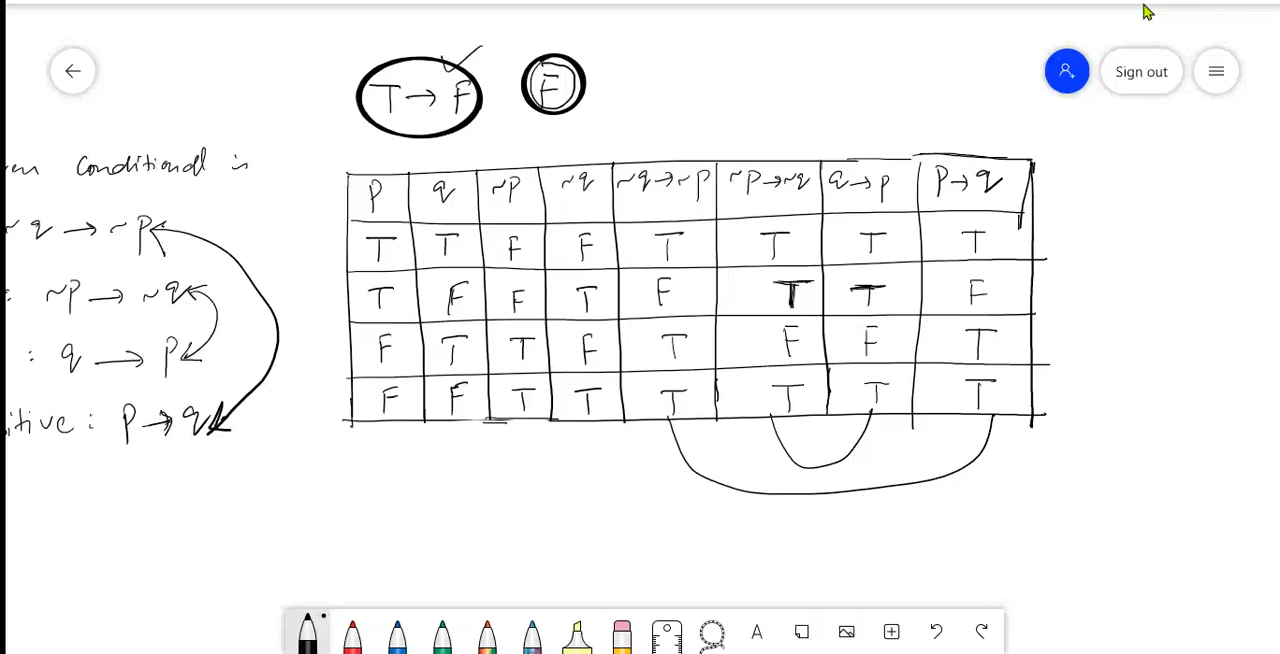 Sign out
T → F F
en conditional is
~q → ~p
: ~p → ~q
: q → p
itive : p → q
p q ~p ~q ~q→~p ~p→~q q→p p→q
T T F F T T T T
T F F T F T T F
F T T F T F F T
F F T T T T T T
A